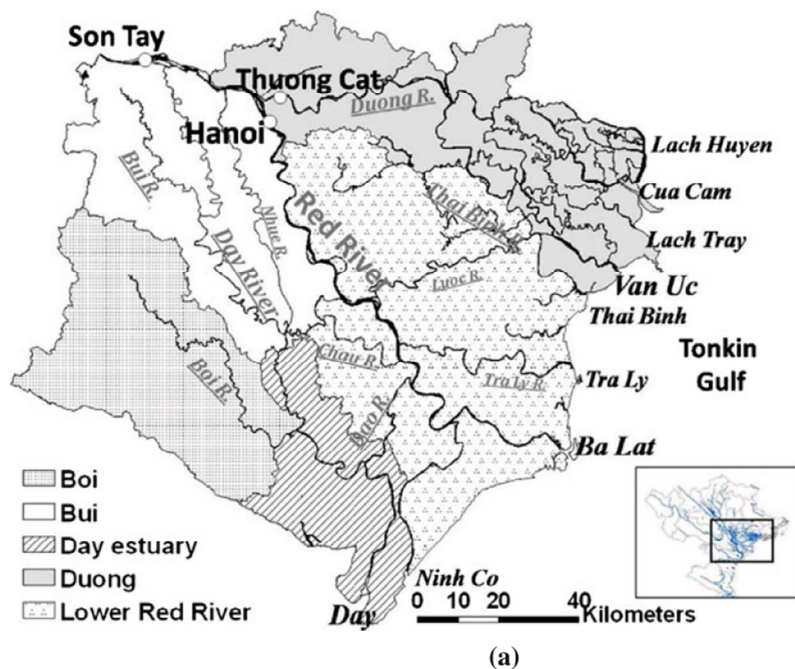 Son Tay
Thuong Cat
Duong R.
Hanoi
Lach Huyen
Cua Cam
Bui R.
Nhue R.
Thai Binh R.
Lach Tray
Day River
Red River
Luoc R.
Van Uc
Thai Binh
Chau R.
Tonkin
Gulf
Boi R.
Tra Ly R.
Tra Ly
Dao R.
Ba Lat
Boi
Bui
Day estuary
Duong
Lower Red River
Ninh Co
Day
0 10 20 40
Kilometers
(a)